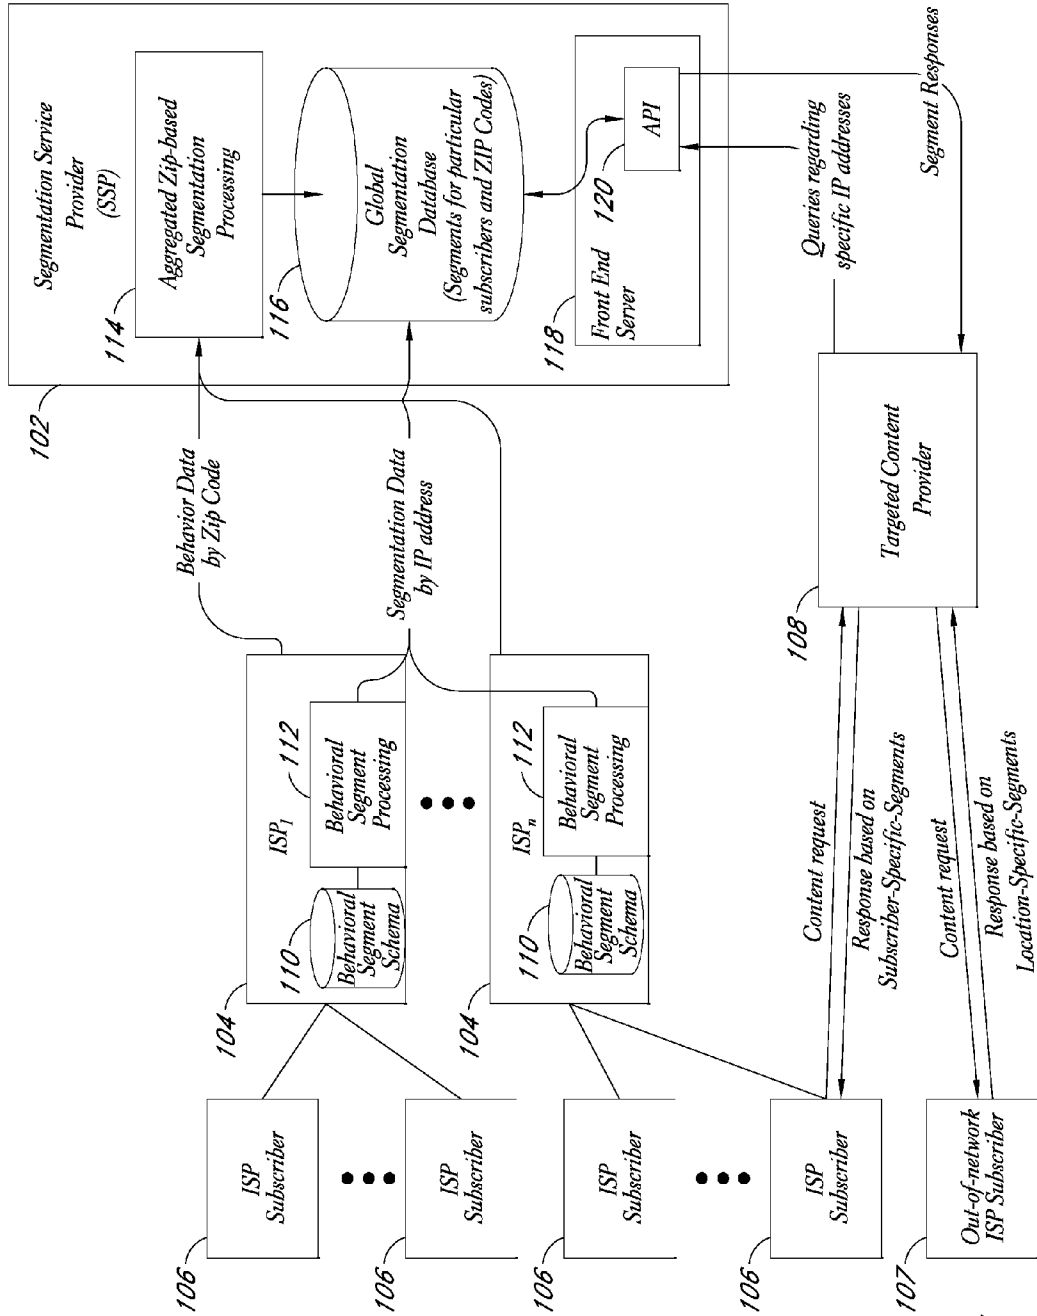 Segmentation Service
Provider
(SSP)
102
114
Aggregated Zip-based
Segmentation
Processing
116
Global
Segmentation
Database
(Segments for particular
subscribers and ZIP Codes)
118
Front End
Server
120
API
Behavior Data
by Zip Code
Segmentation Data
by IP address
Queries regarding
specific IP addresses
Segment Responses
104
ISP1
110
Behavioral
Segment
Schema
112
Behavioral
Segment
Processing
104
ISPn
110
Behavioral
Segment
Schema
112
Behavioral
Segment
Processing
108
Targeted Content
Provider
Content request
Response based on
Subscriber-Specific-Segments
Content request
Response based on
Location-Specific-Segments
106
ISP
Subscriber
106
ISP
Subscriber
106
ISP
Subscriber
106
ISP
Subscriber
107
Out-of-network
ISP Subscriber